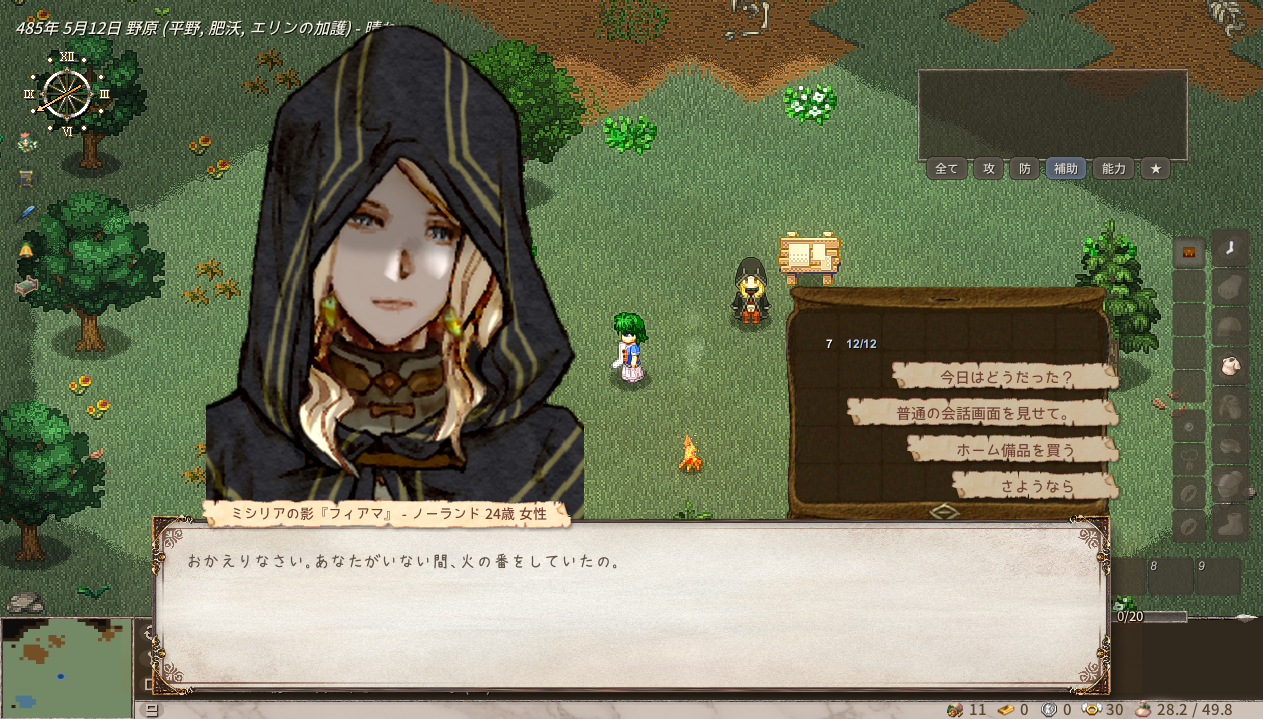 485年 5月12日 野原 (平野, 肥沃, エリンの加護) - 晴れ
XII
III
VI
IX
全て 攻 防 補助 能力 ★
7 12/12
今日はどうだった？
普通の会話画面を見せて。
ホーム備品を買う
さようなら
ミシリアの影『フィアマ』 - ノーランド 24歳 女性
おかえりなさい。あなたがいない間、火の番をしていたの。
8 9
0/20
11 0 0 30 28.2 / 49.8